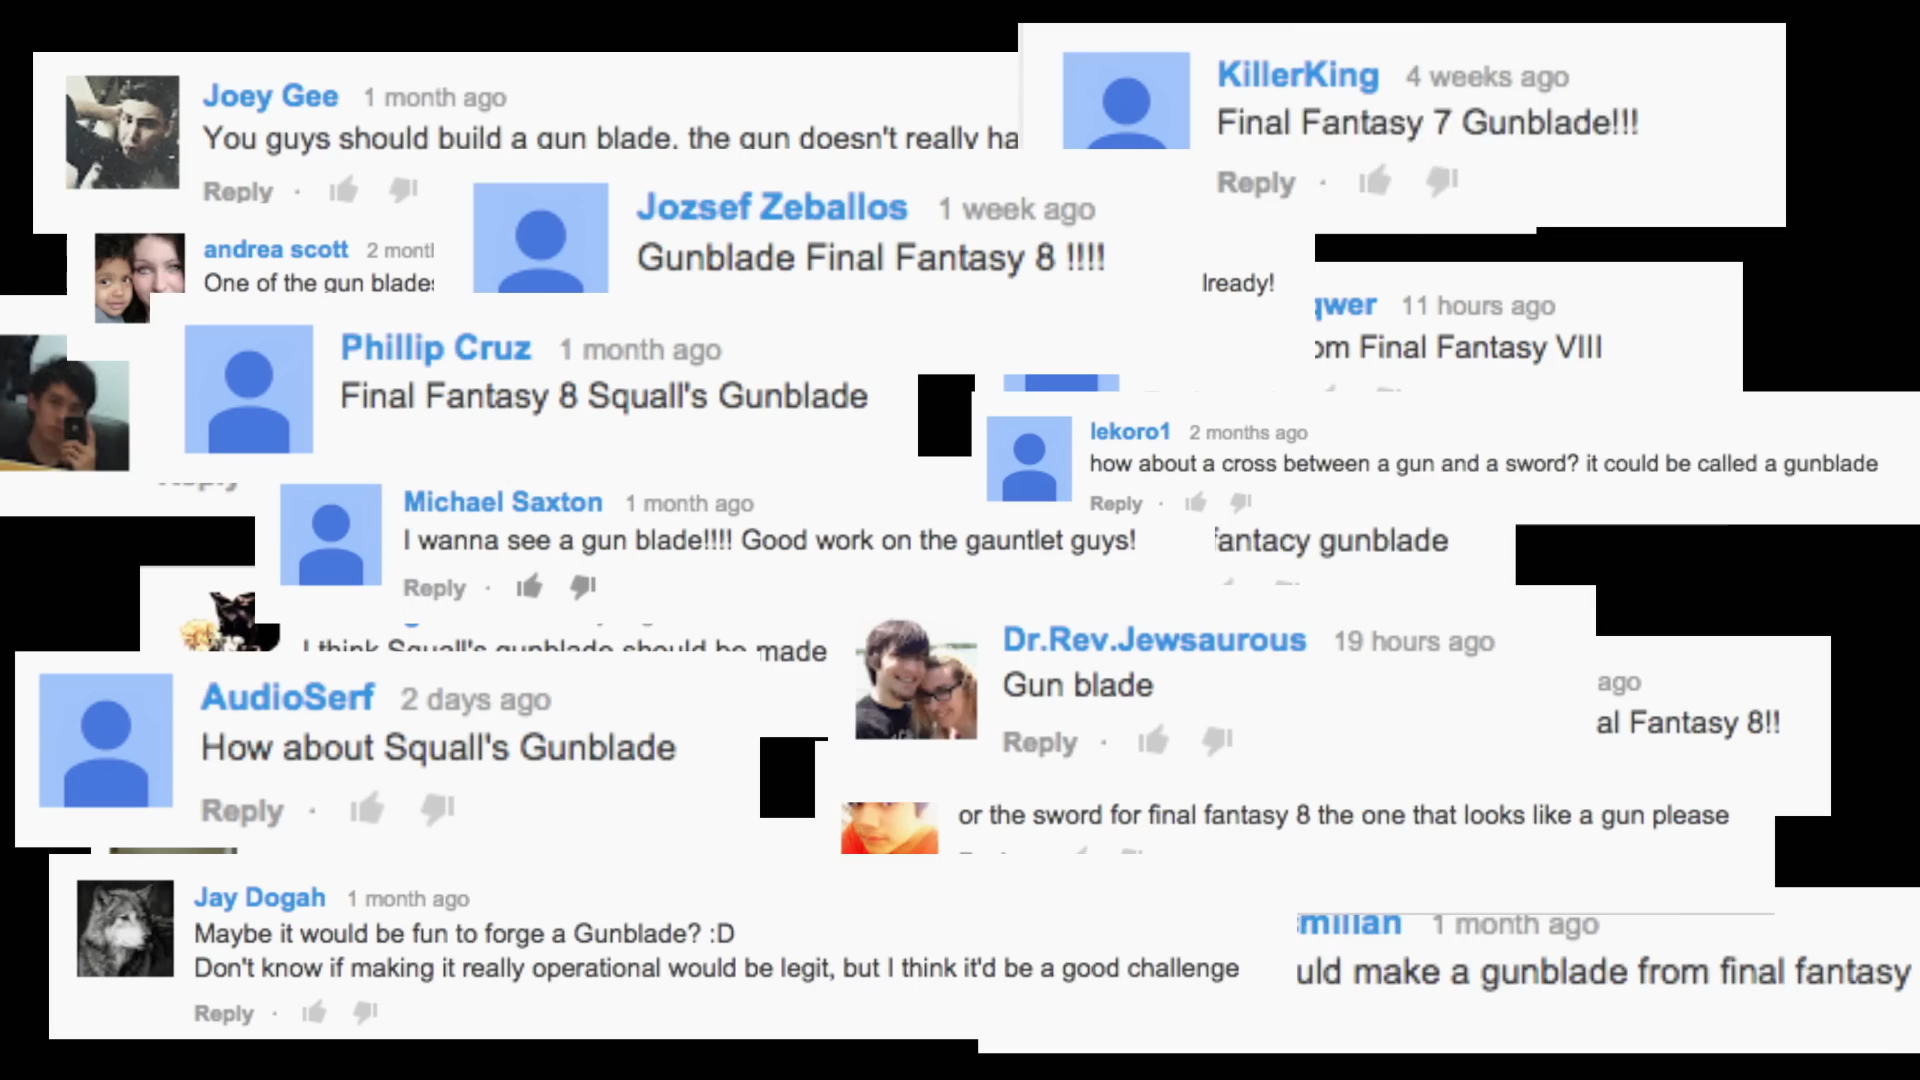 Joey Gee 1 month ago
You guys should build a gun blade. the gun doesn't really ha
Reply ·
KillerKing 4 weeks ago
Final Fantasy 7 Gunblade!!!
Reply ·
Jozsef Zeballos 1 week ago
Gunblade Final Fantasy 8 !!!!
andrea scott 2 mont
One of the gun blades
lready!
qwer 11 hours ago
om Final Fantasy VIII
Phillip Cruz 1 month ago
Final Fantasy 8 Squall's Gunblade
Reply
lekoro1 2 months ago
how about a cross between a gun and a sword? it could be called a gunblade
Reply ·
Michael Saxton 1 month ago
I wanna see a gun blade!!!! Good work on the gauntlet guys!
Reply ·
fantacy gunblade
I think Squall's gunblade should be made
Dr.Rev.Jewsaurous 19 hours ago
Gun blade
Reply ·
ago
al Fantasy 8!!
AudioSerf 2 days ago
How about Squall's Gunblade
Reply ·
or the sword for final fantasy 8 the one that looks like a gun please
Jay Dogah 1 month ago
Maybe it would be fun to forge a Gunblade? :D
Don't know if making it really operational would be legit, but I think it'd be a good challenge
Reply ·
millan 1 month ago
uld make a gunblade from final fantasy